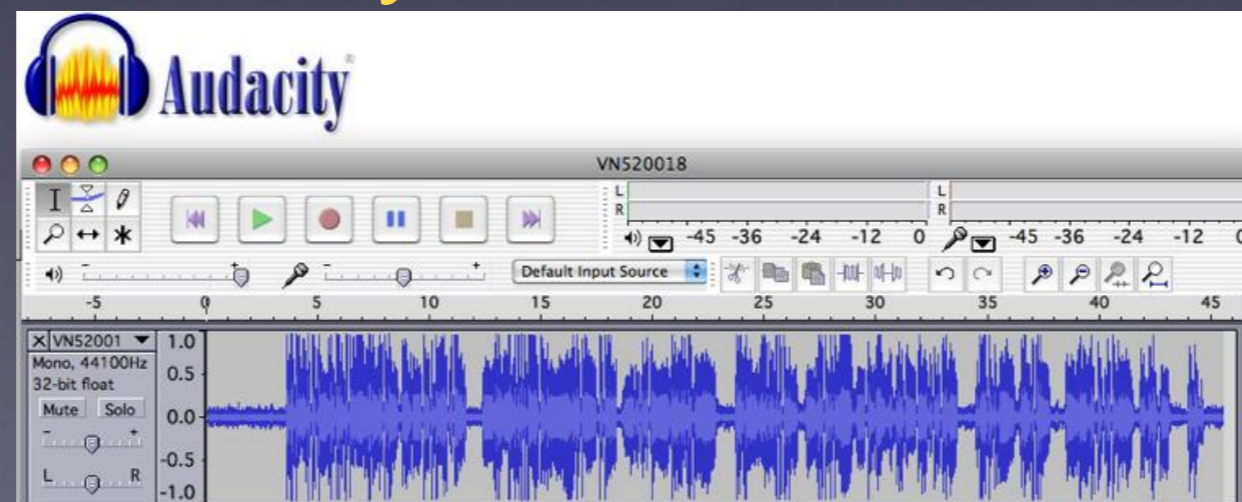 Audacity®
VN520018
L
R
-45 -36 -24 -12 0
L
R
-45 -36 -24 -12 0
- + - + Default Input Source
-5 0 5 10 15 20 25 30 35 40 45
X VN52001
Mono, 44100Hz
32-bit float
Mute Solo
- +
L R
1.0
0.5
0.0
-0.5
-1.0